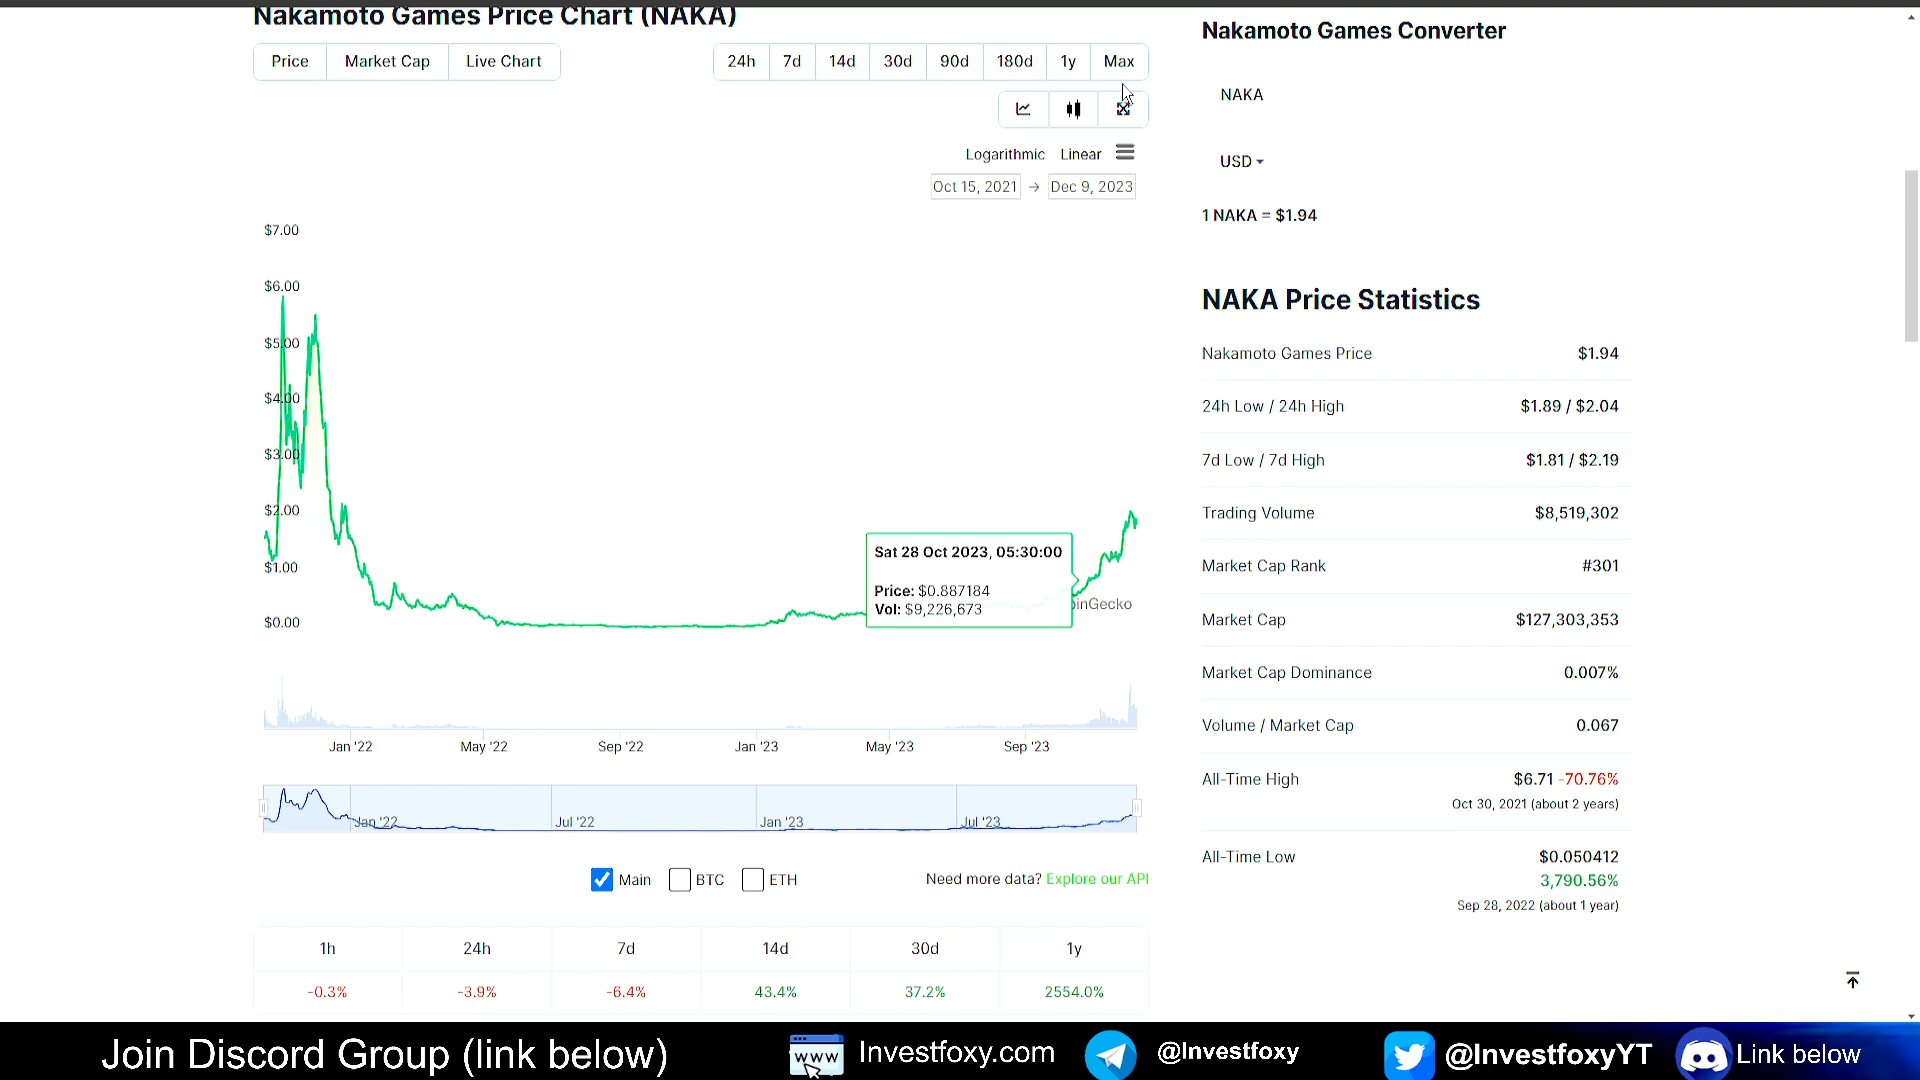 Nakamoto Games Price Chart (NAKA)
Price Market Cap Live Chart
24h 7d 14d 30d 90d 180d 1y Max
Logarithmic Linear
Oct 15, 2021 → Dec 9, 2023
$7.00
$6.00
$5.00
$4.00
$3.00
$2.00
$1.00
$0.00
Sat 28 Oct 2023, 05:30:00
Price: $0.887184
Vol: $9,226,673
inGecko
Jan '22 May '22 Sep '22 Jan '23 May '23 Sep '23
Jan '22 Jul '22 Jan '23 Jul '23
Main BTC ETH
Need more data? Explore our API
1h 24h 7d 14d 30d 1y
-0.3% -3.9% -6.4% 43.4% 37.2% 2554.0%
Nakamoto Games Converter
NAKA
USD
1 NAKA = $1.94
NAKA Price Statistics
Nakamoto Games Price $1.94
24h Low / 24h High $1.89 / $2.04
7d Low / 7d High $1.81 / $2.19
Trading Volume $8,519,302
Market Cap Rank #301
Market Cap $127,303,353
Market Cap Dominance 0.007%
Volume / Market Cap 0.067
All-Time High $6.71 -70.76%
Oct 30, 2021 (about 2 years)
All-Time Low $0.050412
3,790.56%
Sep 28, 2022 (about 1 year)
Join Discord Group (link below) www Investfoxy.com @Investfoxy @InvestfoxyYT Link below